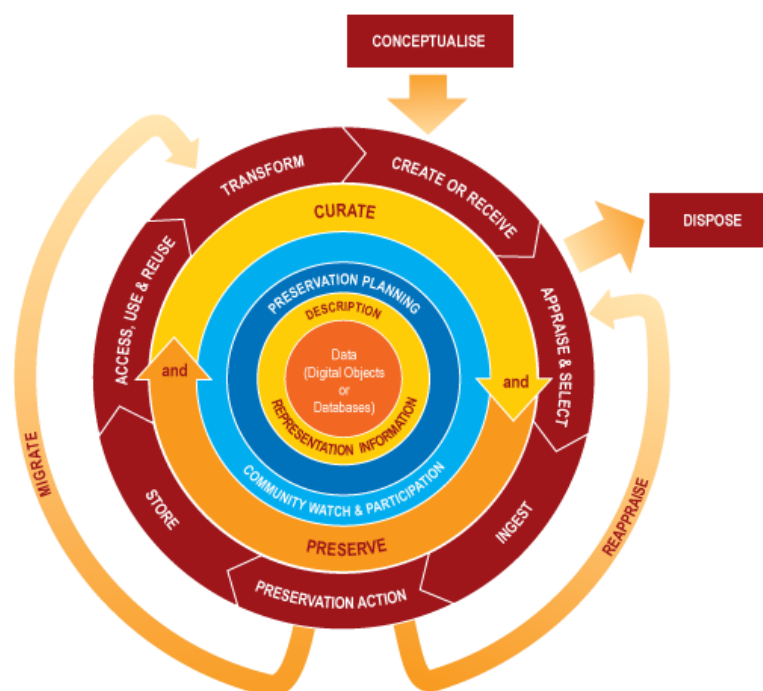 CONCEPTUALISE
DISPOSE
TRANSFORM
CREATE OR RECEIVE
APPRAISE & SELECT
INGEST
PRESERVATION ACTION
STORE
ACCESS, USE & REUSE
MIGRATE
REAPPRAISE
CURATE
and
PRESERVE
and
COMMUNITY WATCH & PARTICIPATION
PRESERVATION PLANNING
DESCRIPTION
REPRESENTATION INFORMATION
Data
(Digital Objects
or
Databases)